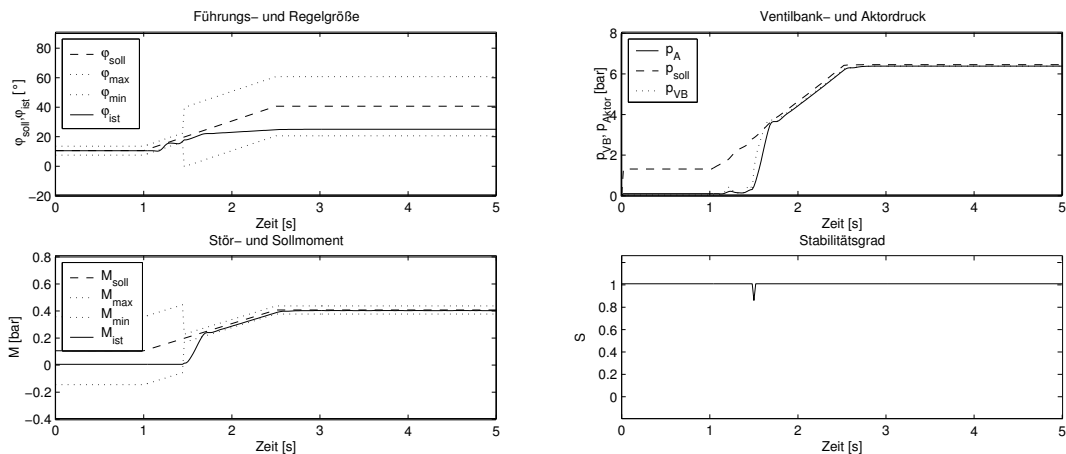 Führungs− und Regelgröße
φsoll,φist [°]
80
60
40
20
0
−20
φsoll
φmax
φmin
φist
0 1 2 3 4 5
Zeit [s]
Ventilbank− und Aktordruck
pVB, pAktor [bar]
8
6
4
2
0
pA
psoll
pVB
0 1 2 3 4 5
Zeit [s]
Stör− und Sollmoment
M [bar]
0.8
0.6
0.4
0.2
0
−0.2
−0.4
Msoll
Mmax
Mmin
Mist
0 1 2 3 4 5
Zeit [s]
Stabilitätsgrad
S
1
0.8
0.6
0.4
0.2
0
0 1 2 3 4 5
Zeit [s]